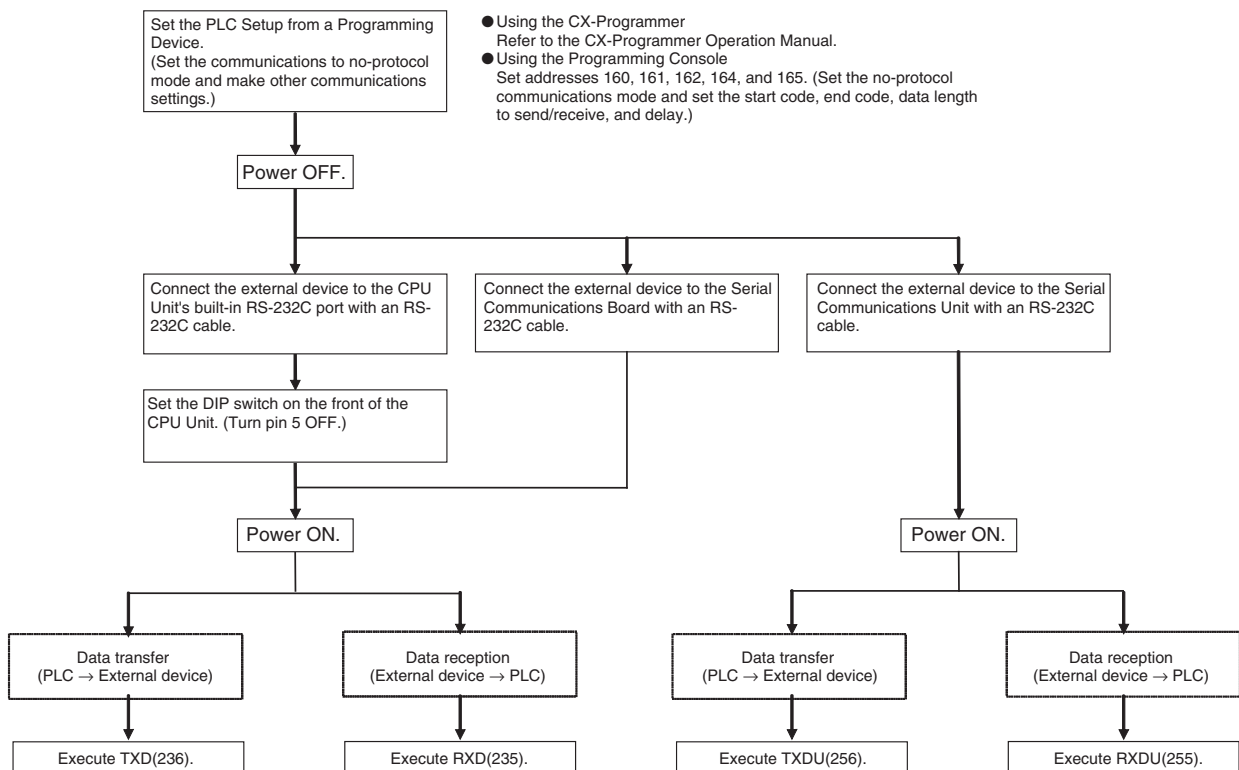 Set the PLC Setup from a Programming
Device.
(Set the communications to no-protocol
mode and make other communications
settings.)
● Using the CX-Programmer
Refer to the CX-Programmer Operation Manual.
● Using the Programming Console
Set addresses 160, 161, 162, 164, and 165. (Set the no-protocol
communications mode and set the start code, end code, data length
to send/receive, and delay.)
Power OFF.
Connect the external device to the CPU
Unit's built-in RS-232C port with an RS-
232C cable.
Connect the external device to the Serial
Communications Board with an RS-
232C cable.
Connect the external device to the Serial
Communications Unit with an RS-232C
cable.
Set the DIP switch on the front of the
CPU Unit. (Turn pin 5 OFF.)
Power ON.
Power ON.
Data transfer
(PLC → External device)
Data reception
(External device → PLC)
Data transfer
(PLC → External device)
Data reception
(External device → PLC)
Execute TXD(236).
Execute RXD(235).
Execute TXDU(256).
Execute RXDU(255).